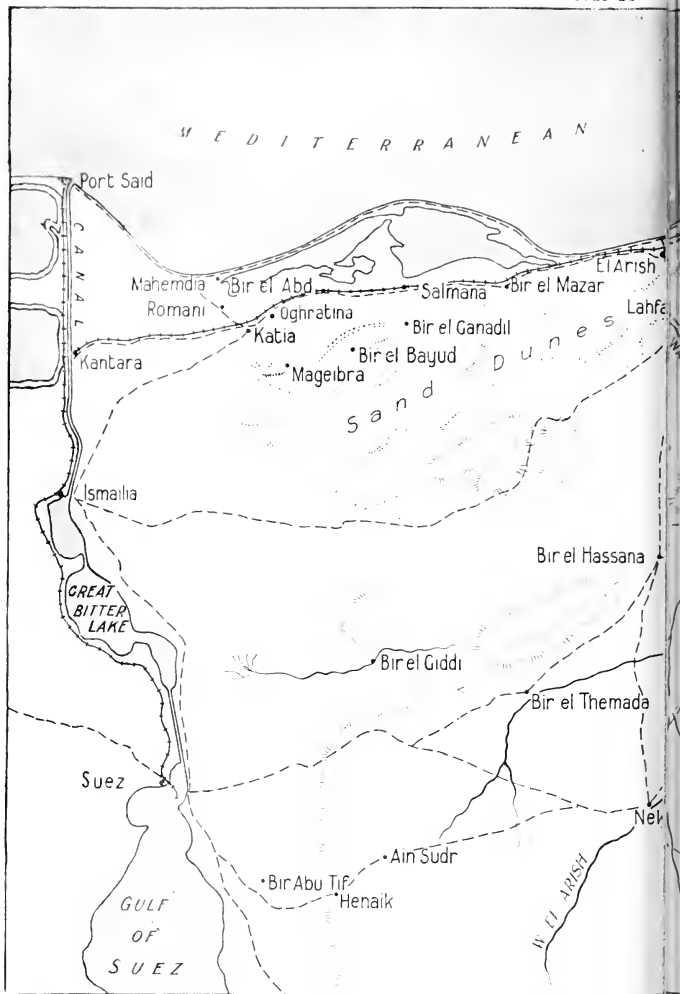 MEDITERRANEAN
Port Said
CANAL
El Arish
Mahemdia
Bir el Abd
Salmana
Bir el Mazar
Romani
Oghratina
Lahfa
Bir el Ganadil
Katia
Kantara
Bir el Bayud
Mageibra
Sand Dunes
Ismailia
Bir el Hassana
GREAT
BITTER
LAKE
Bir el Giddi
Bir el Themada
Suez
Nek
Ain Sudr
Bir Abu Tif
Henaik
W EL ARISH
GULF
OF
SUEZ